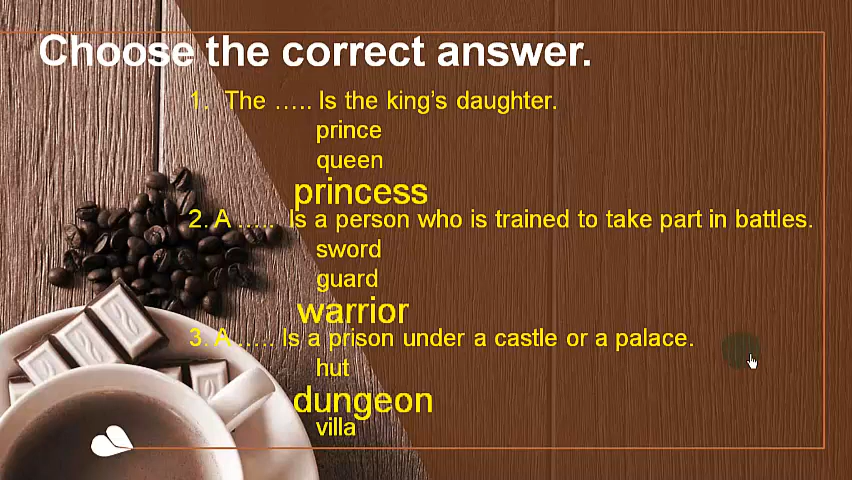 Choose the correct answer.
1. The ..... Is the king's daughter.
prince
queen
princess
2. A ..... Is a person who is trained to take part in battles.
sword
guard
warrior
3. A ..... Is a prison under a castle or a palace.
hut
dungeon
villa